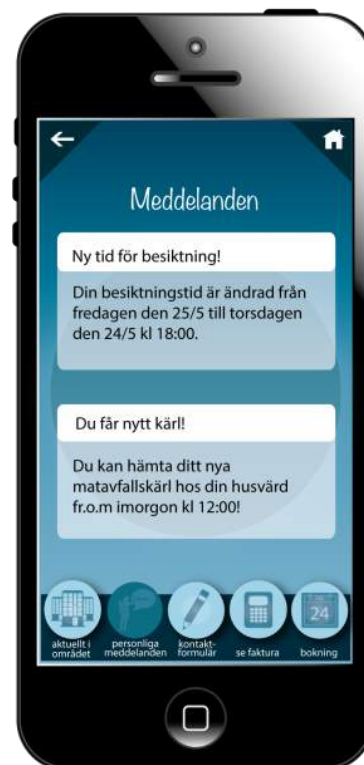 Meddelanden
Ny tid för besiktning!
Din besiktningstid är ändrad från
fredagen den 25/5 till torsdagen
den 24/5 kl 18:00.
Du får nytt kärl!
Du kan hämta ditt nya
matavfallskärl hos din husvärd
fr.o.m imorgon kl 12:00!
24
aktuellt i
området
personliga
meddelanden
kontakt-
formulär
se faktura
bokning